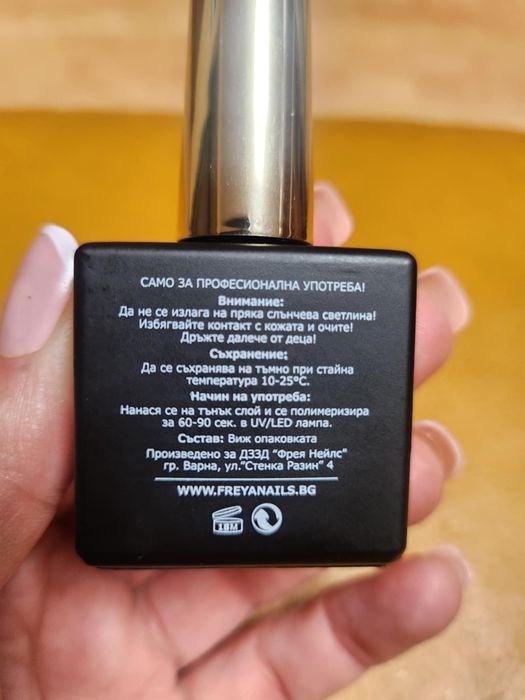 САМО ЗА ПРОФЕСИОНАЛНА УПОТРЕБА!
Внимание:
Да не се излага на пряка слънчева светлина!
Избягвайте контакт с кожата и очите!
Дръжте далече от деца!
Съхранение:
Да се съхранява на тъмно при стайна
температура 10-25°C.
Начин на употреба:
Нанася се на тънък слой и се полимеризира
за 60-90 сек. в UV/LED лампа.
Състав: Виж опаковката
Произведено за ДЗЗД "Фрея Нейлс"
гр. Варна, ул."Стенка Разин" 4
WWW.FREYANAILS.BG
18M